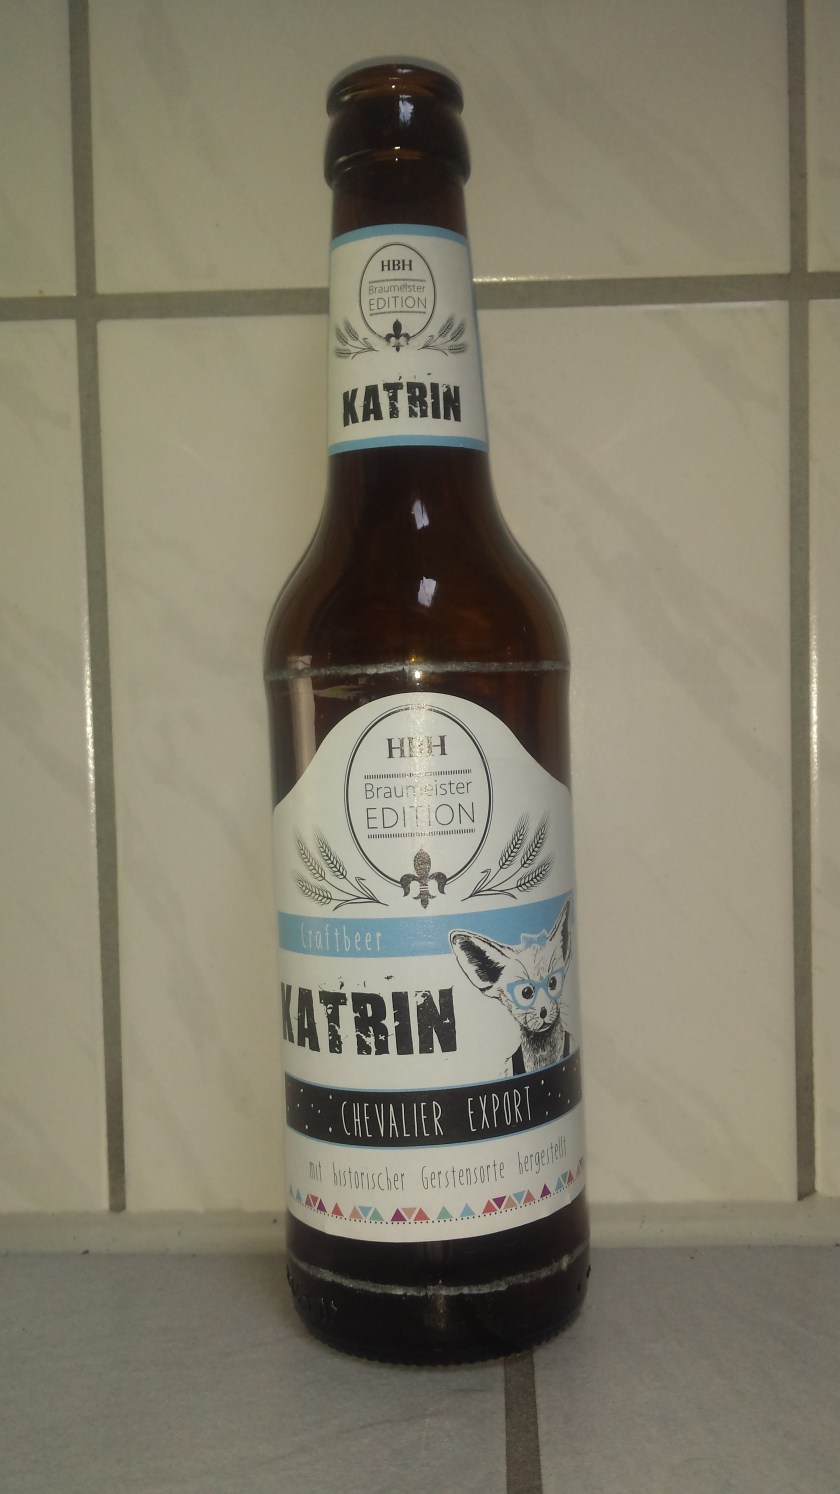 HBH
Braumeister
EDITION
KATRIN
HBH
Braumeister
EDITION
Craftbeer
KATRIN
CHEVALIER EXPORT
mit historischer Gerstensorte hergestellt